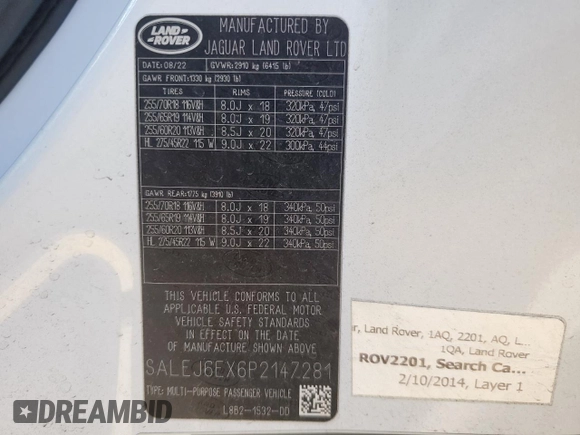 LAND
ROVER
MANUFACTURED BY
JAGUAR LAND ROVER LTD
DATE: 08/22 GVWR:2910 kg (6415 lb)
GAWR FRONT:1330 kg (2930 lb)
TIRES RIMS PRESSURE (COLD)
255/70R18 116V&H 8.0J x 18 320kPa, 47psi
255/65R19 114V&H 8.0J x 19 320kPa, 47psi
255/60R20 113V&H 8.5J x 20 320kPa, 47psi
HL 275/45R22 115 W 9.0J x 22 300kPa, 44psi
GAWR REAR:1775 kg (3910 lb)
255/70R18 116V&H 8.0J x 18 340kPa, 50psi
255/65R19 114V&H 8.0J x 19 340kPa, 50psi
255/60R20 113V&H 8.5J x 20 340kPa, 50psi
HL 275/45R22 115 W 9.0J x 22 340kPa, 50psi
THIS VEHICLE CONFORMS TO ALL
APPLICABLE U.S. FEDERAL MOTOR
VEHICLE SAFETY STANDARDS IN
EFFECT ON THE DATE OF
MANUFACTURE SHOWN ABOVE.
SALEJ6EX6P2147281
TYPE: MULTI-PURPOSE PASSENGER VEHICLE
L8B2-1532-DD
r, Land Rover, 1AQ, 2201, AQ, L...
1QA, Land Rover
ROV2201, Search Ca...
2/10/2014, Layer 1
DREAMBID.COM